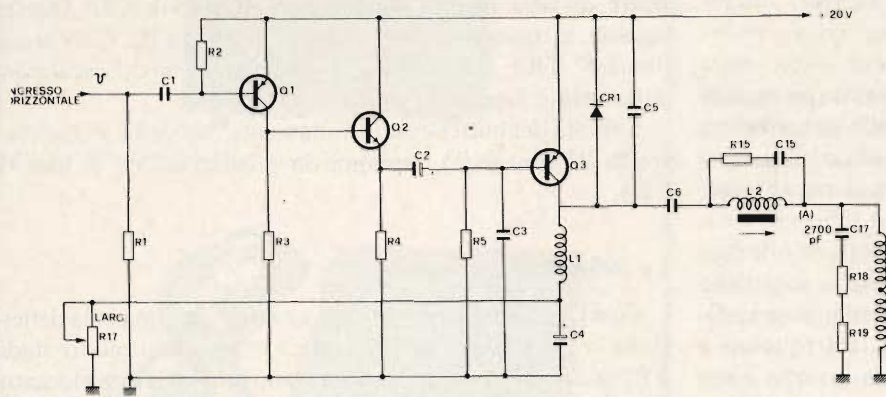 + 20 V
R2
C1
Q1
NGRESSO
ORIZZONTALE
Q2
CR1
C5
C2
Q3
R15
C15
C6
L2
(A)
2700
pF
C17
R1
R3
R4
R5
C3
L1
R18
LARG
R17
C4
R19